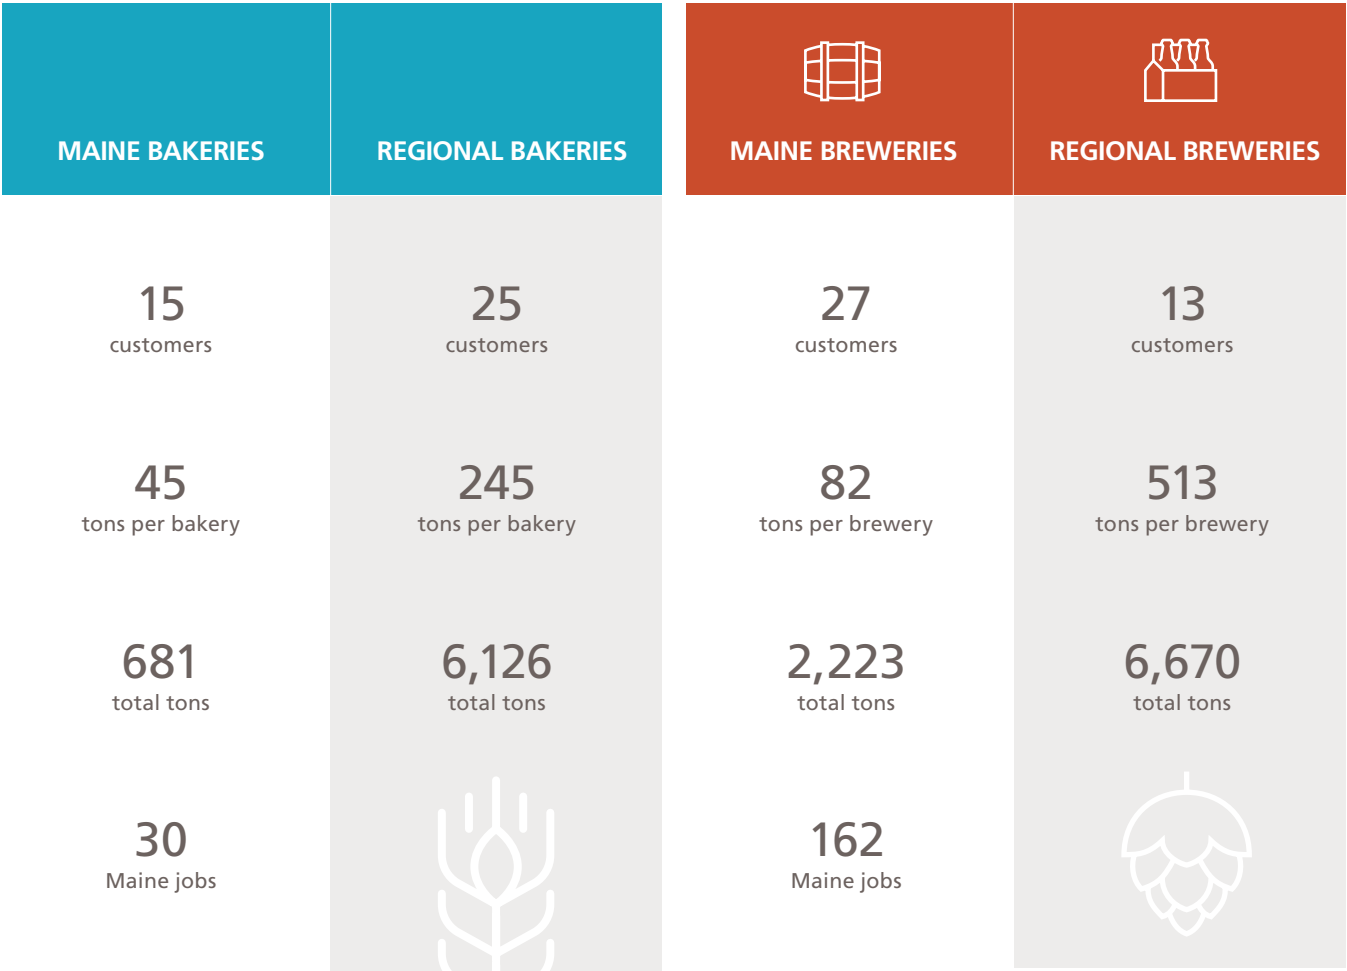 MAINE BAKERIES
REGIONAL BAKERIES
MAINE BREWERIES
REGIONAL BREWERIES
15
customers
25
customers
27
customers
13
customers
45
tons per bakery
245
tons per bakery
82
tons per brewery
513
tons per brewery
681
total tons
6,126
total tons
2,223
total tons
6,670
total tons
30
Maine jobs
162
Maine jobs